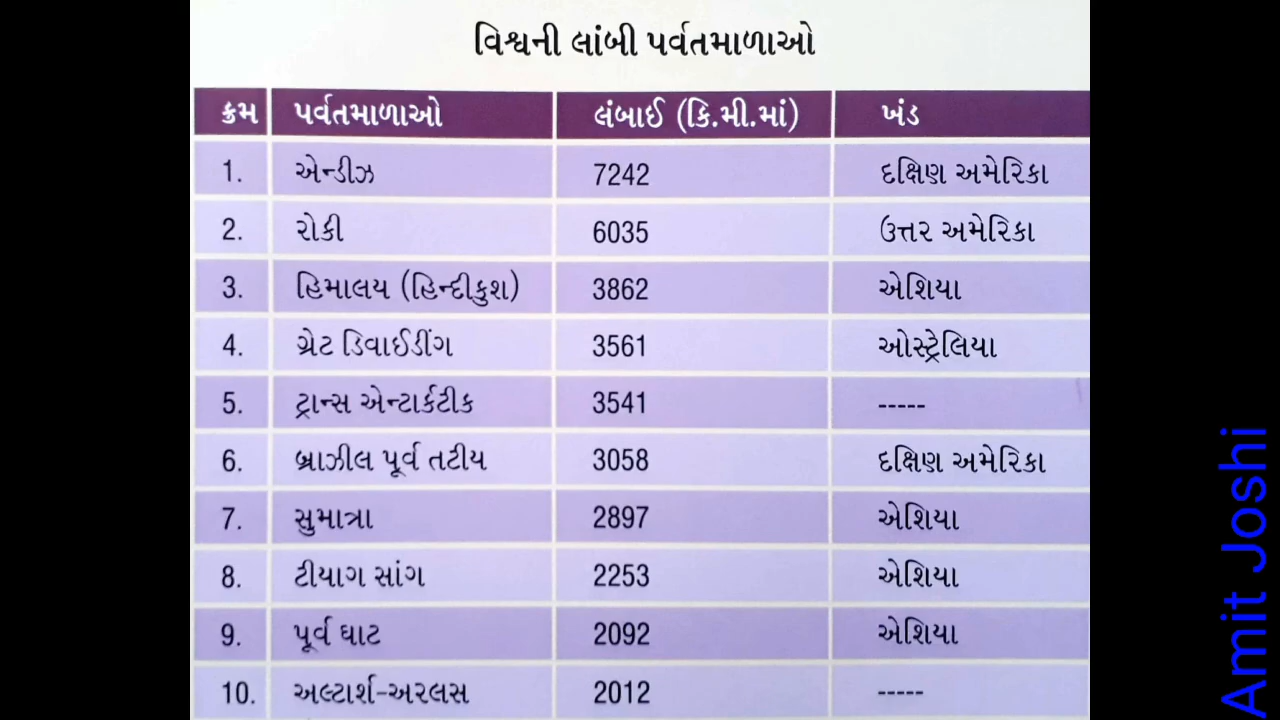 વિશ્વની લાંબી પર્વતમાળાઓ
ક્રમ પર્વતમાળાઓ લંબાઈ (કિ.મી.માં) ખંડ
1. એન્ડીઝ 7242 દક્ષિણ અમેરિકા
2. રોકી 6035 ઉત્તર અમેરિકા
3. હિમાલય (હિન્દીકુશ) 3862 એશિયા
4. ગ્રેટ ડિવાઈડીંગ 3561 ઓસ્ટ્રેલિયા
5. ટ્રાન્સ એન્ટાર્કટીક 3541 -----
6. બ્રાઝીલ પૂર્વ તટીય 3058 દક્ષિણ અમેરિકા
7. સુમાત્રા 2897 એશિયા
8. ટીયાગ સાંગ 2253 એશિયા
9. પૂર્વ ઘાટ 2092 એશિયા
10. અલ્ટાર્શ-અરલસ 2012 -----
Amit Joshi